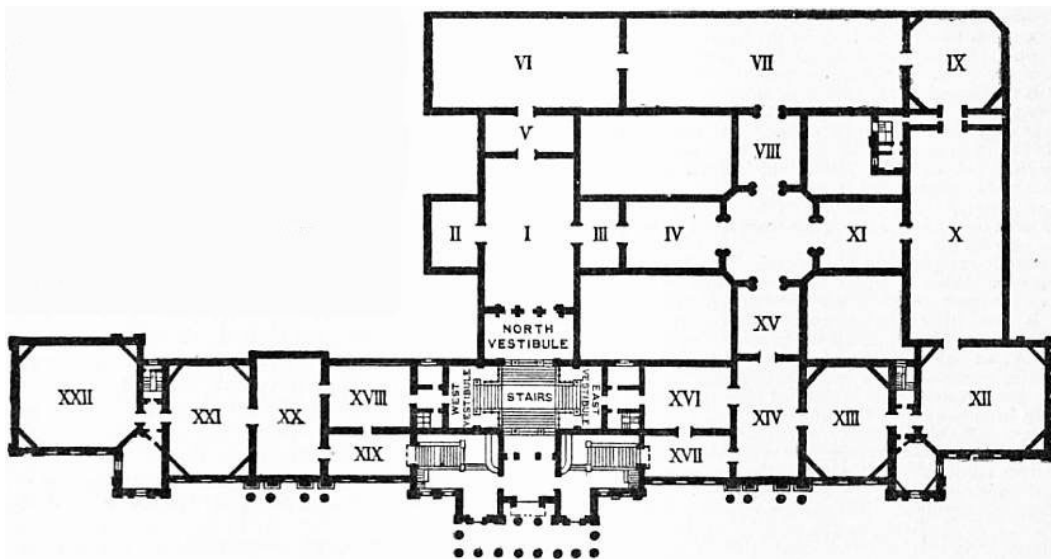 VI
VII
IX
V
VIII
II
I
III
IV
XI
X
NORTH
VESTIBULE
XV
XXII
XXI
XX
XVIII
WEST
VESTIBULE
STAIRS
EAST
VESTIBULE
XVI
XIV
XIII
XII
XIX
XVII